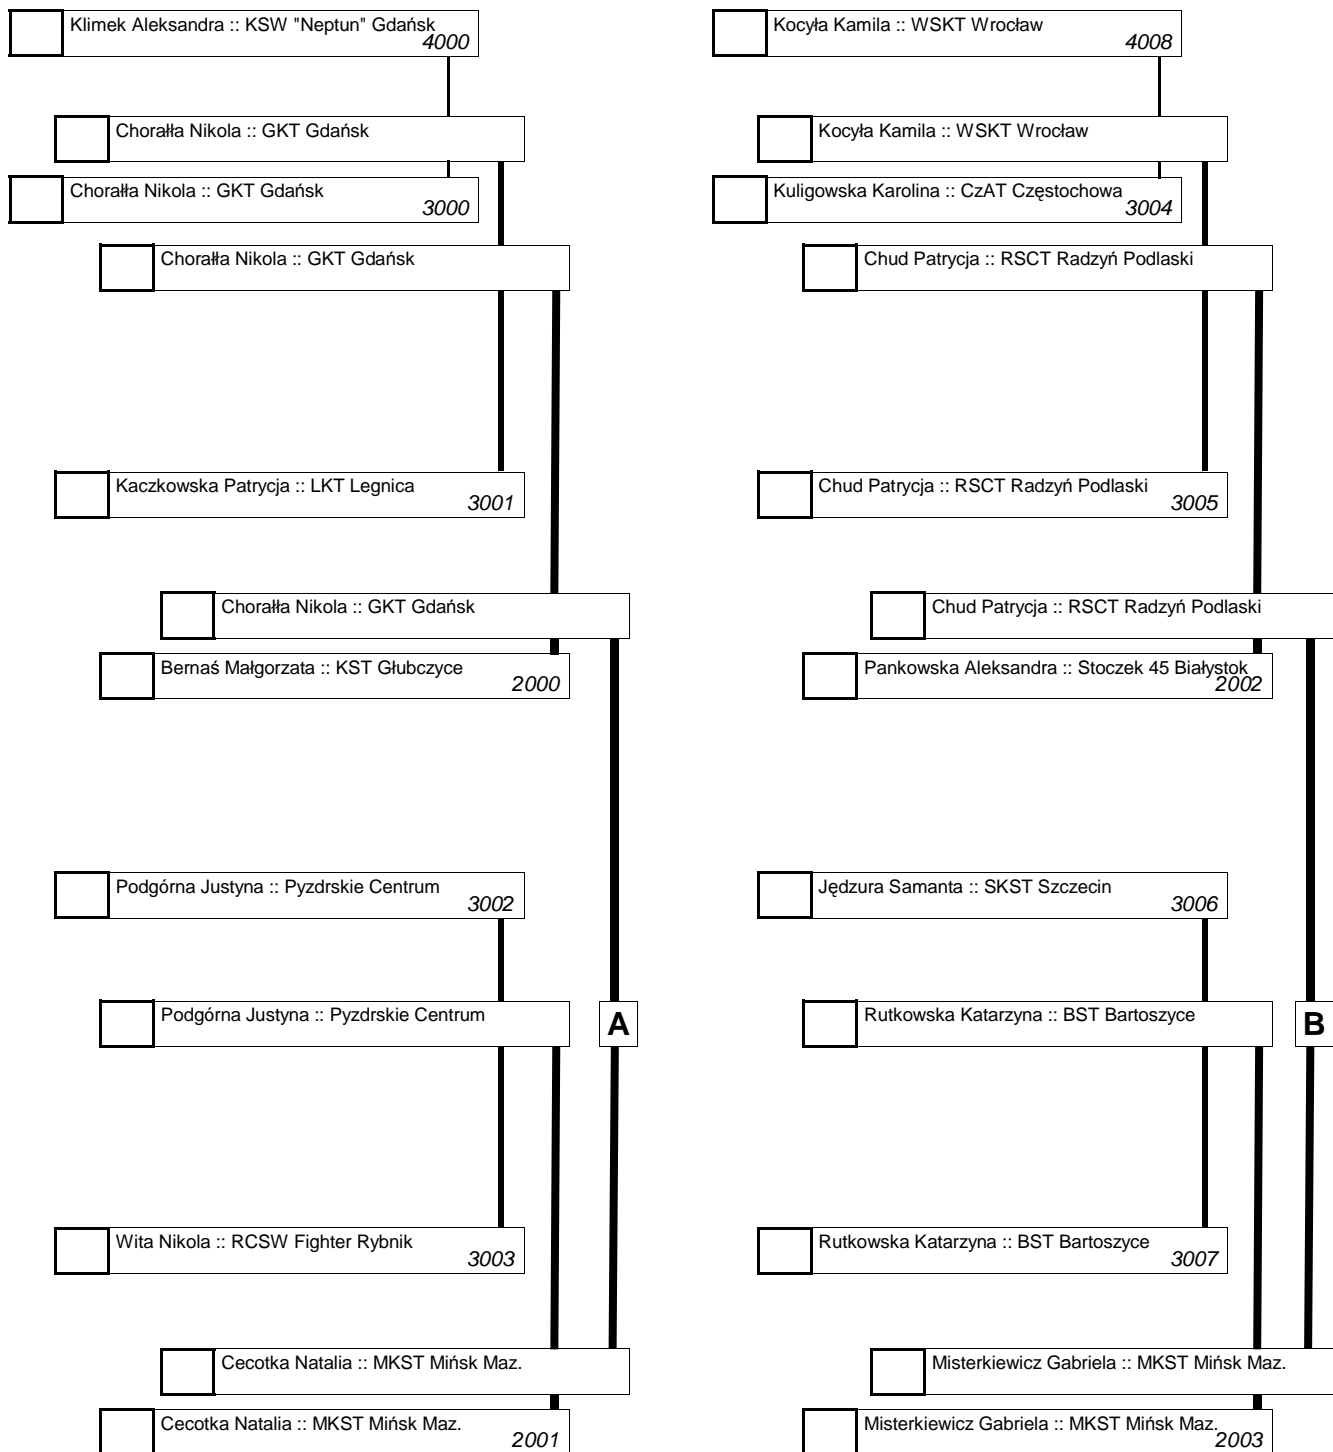 Klimek Aleksandra :: KSW "Neptun" Gdańsk
4000
Chorałła Nikola :: GKT Gdańsk
Chorałła Nikola :: GKT Gdańsk
3000
Chorałła Nikola :: GKT Gdańsk
Kaczkowska Patrycja :: LKT Legnica
3001
Chorałła Nikola :: GKT Gdańsk
Bernaś Małgorzata :: KST Głubczyce
2000
Podgórna Justyna :: Pyzdrskie Centrum
3002
Podgórna Justyna :: Pyzdrskie Centrum
A
Wita Nikola :: RCSW Fighter Rybnik
3003
Cecotka Natalia :: MKST Mińsk Maz.
Cecotka Natalia :: MKST Mińsk Maz.
2001
Kocyła Kamila :: WSKT Wrocław
4008
Kocyła Kamila :: WSKT Wrocław
Kuligowska Karolina :: CzAT Częstochowa
3004
Chud Patrycja :: RSCT Radzyń Podlaski
Chud Patrycja :: RSCT Radzyń Podlaski
3005
Chud Patrycja :: RSCT Radzyń Podlaski
Pankowska Aleksandra :: Stoczek 45 Białystok
2002
Jędzura Samanta :: SKST Szczecin
3006
Rutkowska Katarzyna :: BST Bartoszyce
B
Rutkowska Katarzyna :: BST Bartoszyce
3007
Misterkiewicz Gabriela :: MKST Mińsk Maz.
Misterkiewicz Gabriela :: MKST Mińsk Maz.
2003